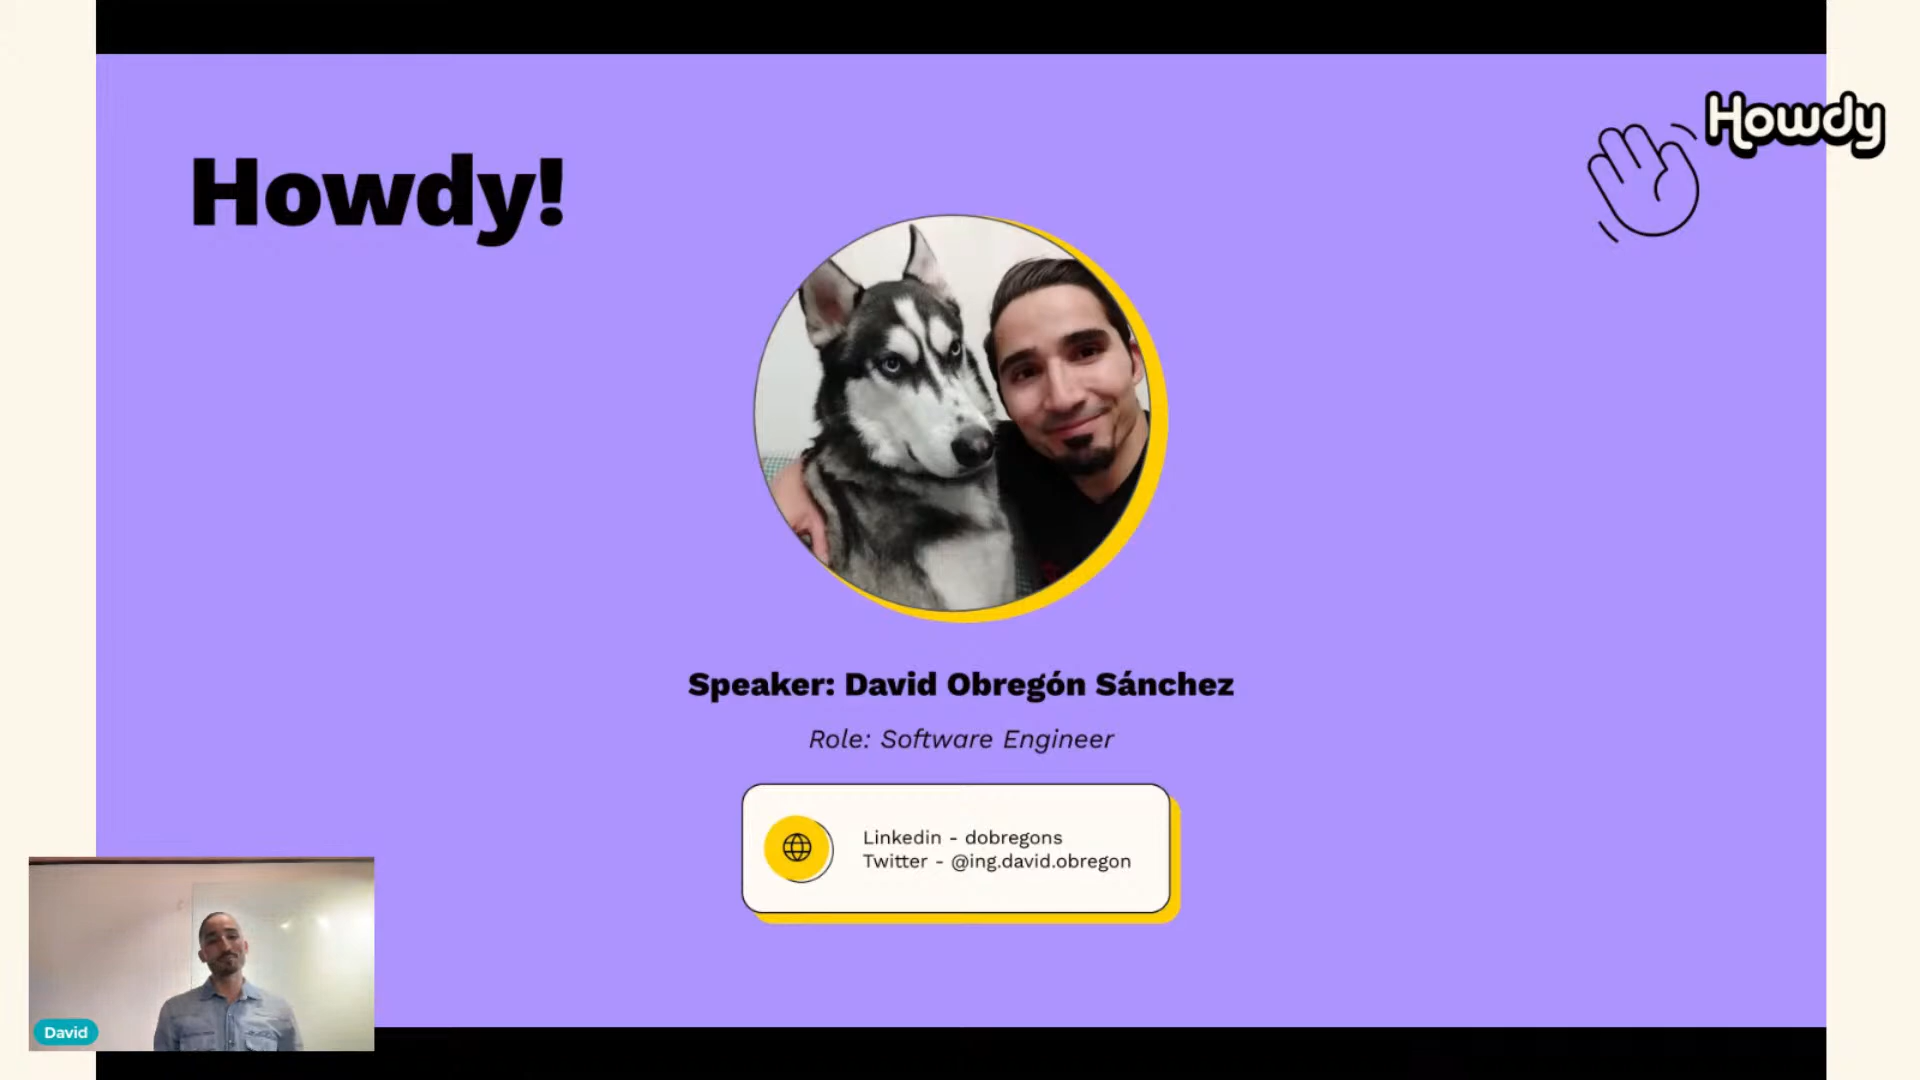 Howdy
Howdy!
Speaker: David Obregón Sánchez
Role: Software Engineer
Linkedin - dobregons
Twitter - @ing.david.obregon
David